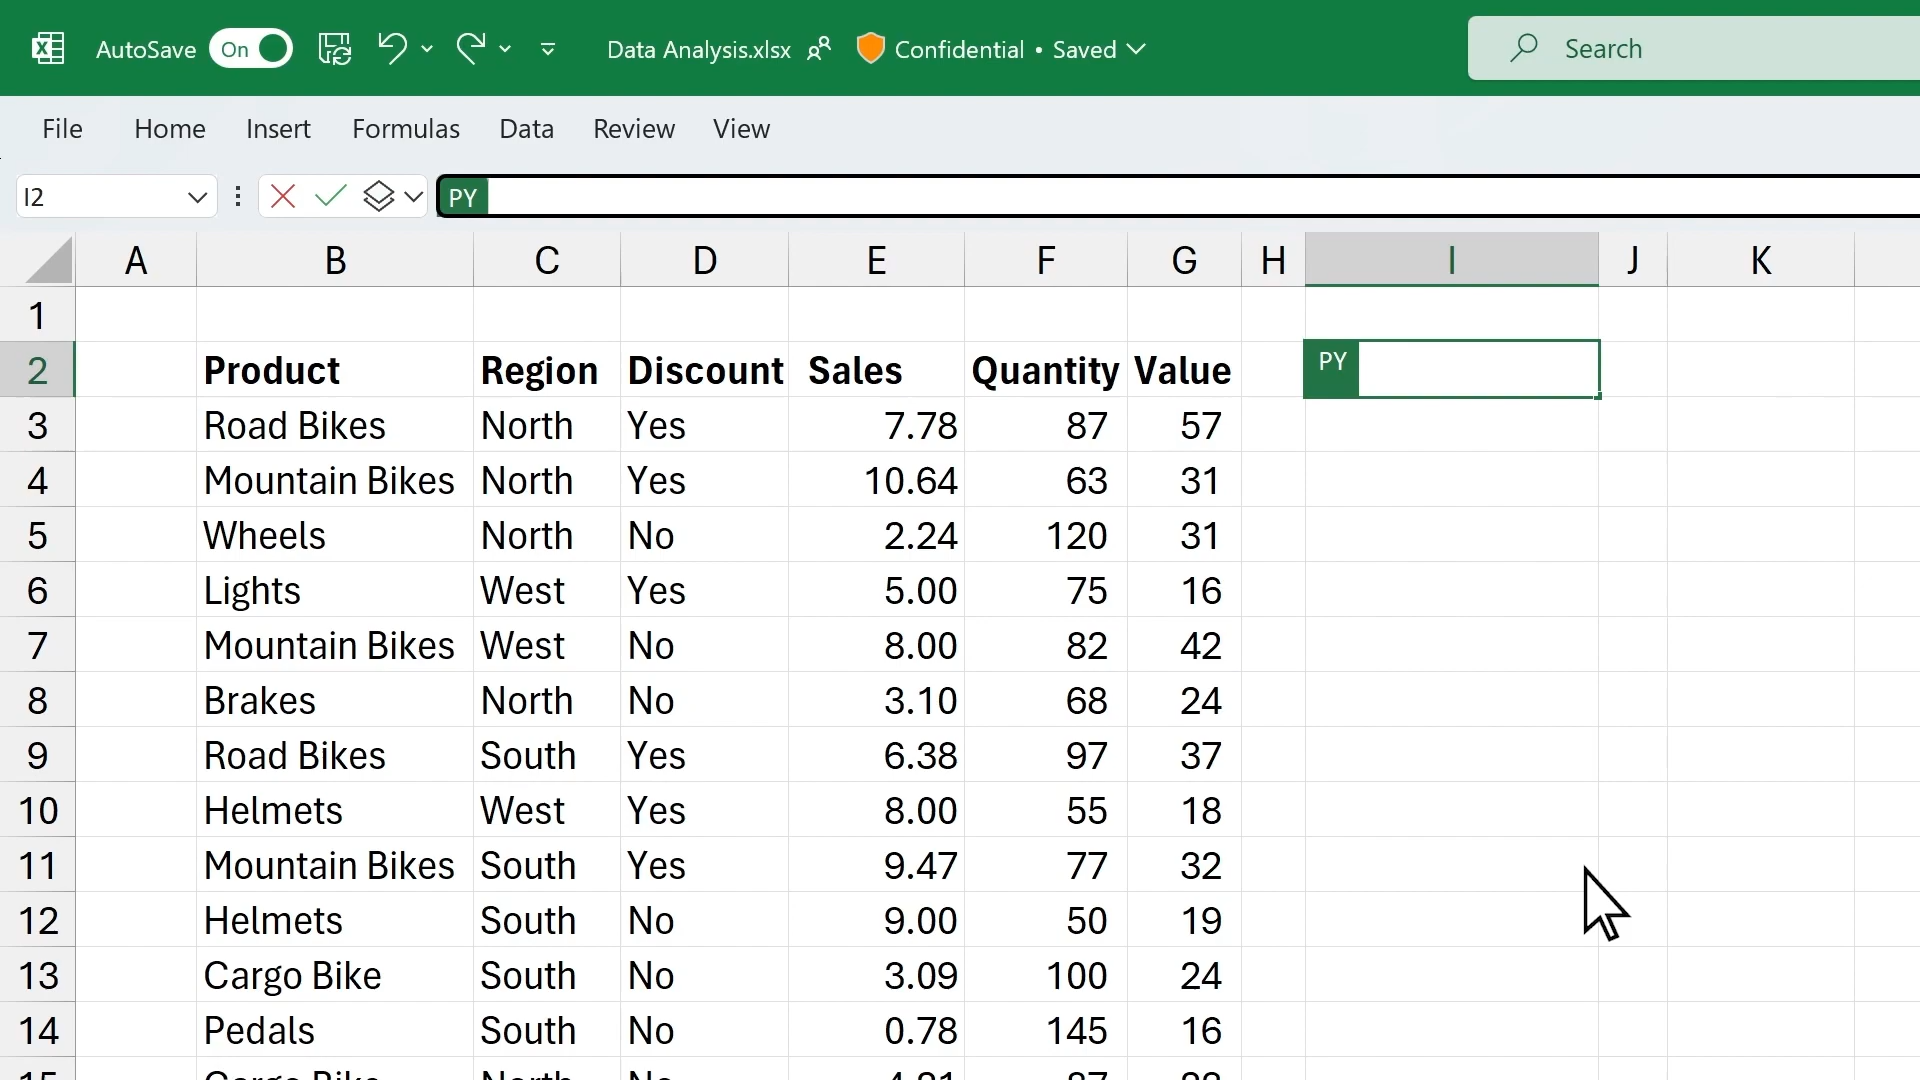 AutoSave On Data Analysis.xlsx Confidential • Saved Search
File Home Insert Formulas Data Review View
I2 PY
A B C D E F G H I J K
1
2 Product Region Discount Sales Quantity Value PY
3 Road Bikes North Yes 7.78 87 57
4 Mountain Bikes North Yes 10.64 63 31
5 Wheels North No 2.24 120 31
6 Lights West Yes 5.00 75 16
7 Mountain Bikes West No 8.00 82 42
8 Brakes North No 3.10 68 24
9 Road Bikes South Yes 6.38 97 37
10 Helmets West Yes 8.00 55 18
11 Mountain Bikes South Yes 9.47 77 32
12 Helmets South No 9.00 50 19
13 Cargo Bike South No 3.09 100 24
14 Pedals South No 0.78 145 16
15 Cargo Bike North No